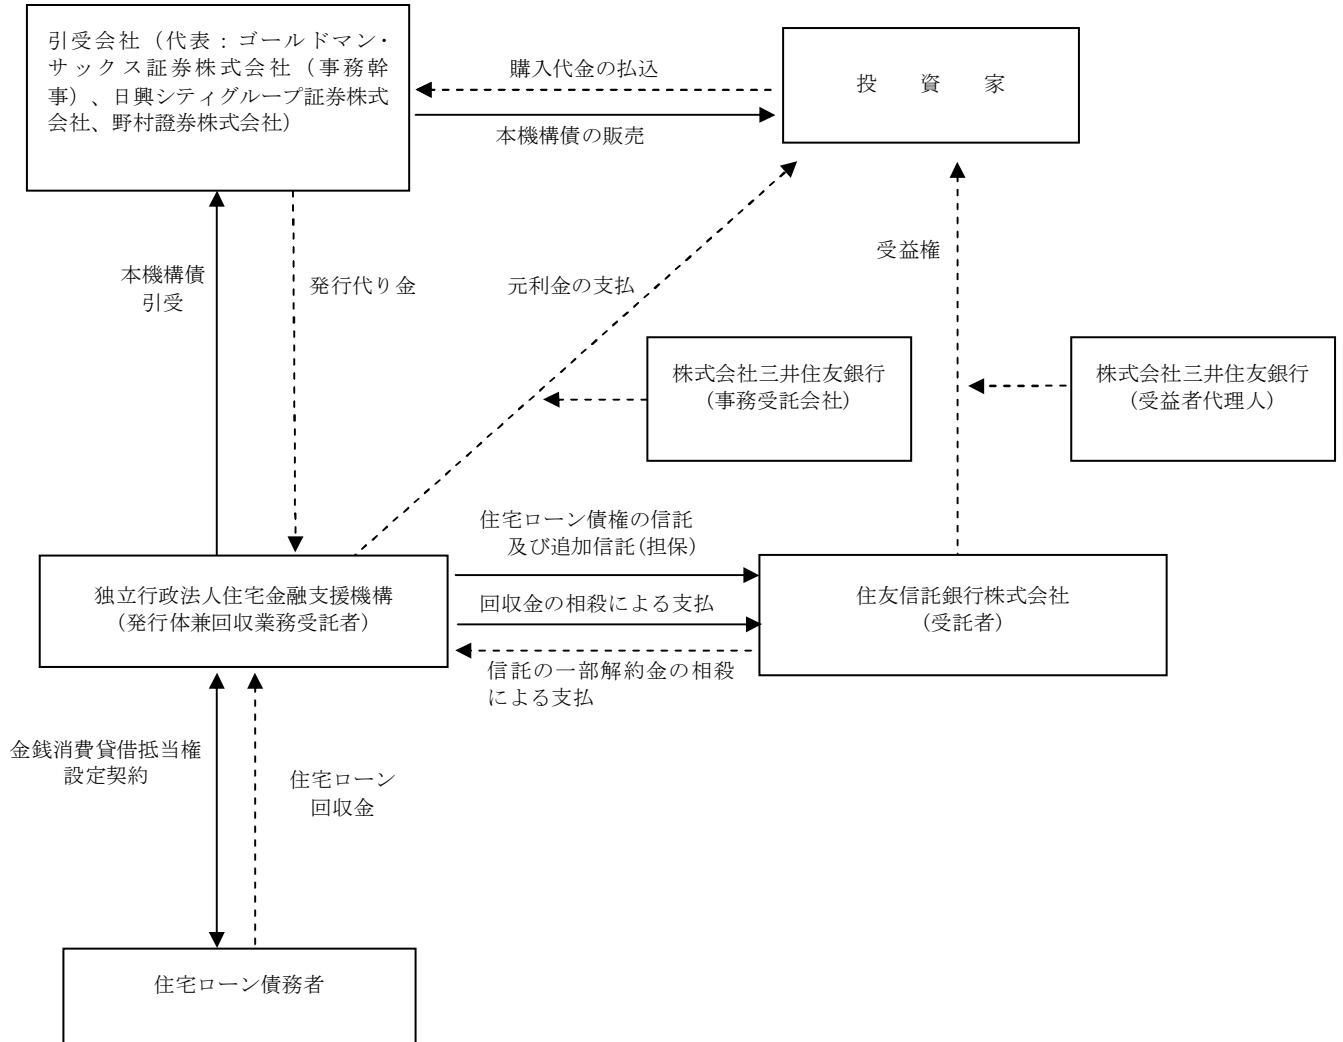 引受会社（代表：ゴールドマン・
サックス証券株式会社（事務幹
事）、日興シティグループ証券株式
会社、野村證券株式会社）
購入代金の払込
本機構債の販売
投　資　家
本機構債
引受
発行代り金
元利金の支払
受益権
株式会社三井住友銀行
（事務受託会社）
株式会社三井住友銀行
（受益者代理人）
住宅ローン債権の信託
及び追加信託（担保）
独立行政法人住宅金融支援機構
（発行体兼回収業務受託者）
回収金の相殺による支払
住友信託銀行株式会社
（受託者）
信託の一部解約金の相殺
による支払
金銭消費貸借抵当権
設定契約
住宅ローン
回収金
住宅ローン債務者